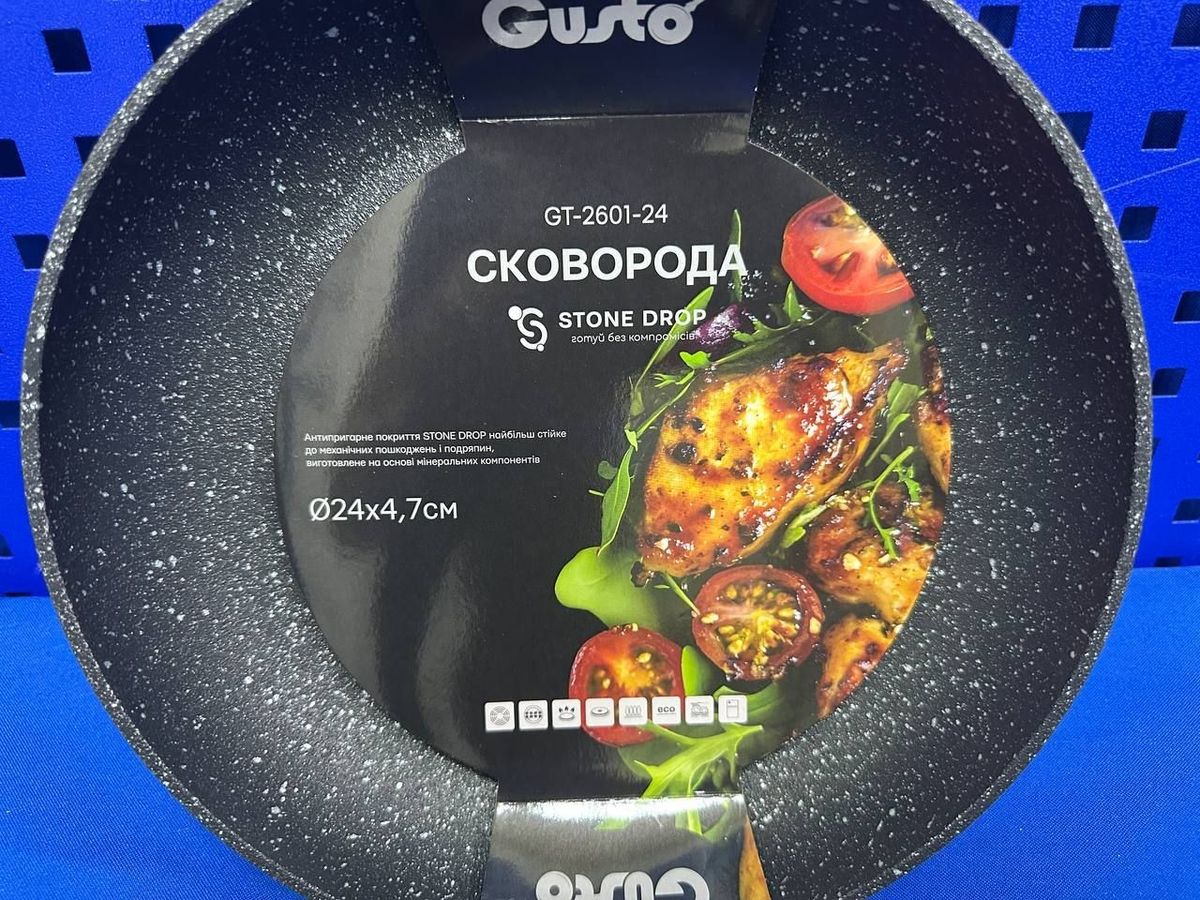 Gusto
GT-2601-24
СКОВОРОДА
STONE DROP
готуй без компромісів
Антипригарне покриття STONE DROP найбільш стійке
до механічних пошкоджень і подряпин,
виготовлене на основі мінеральних компонентів
Ø24x4,7см
eco
Gusto